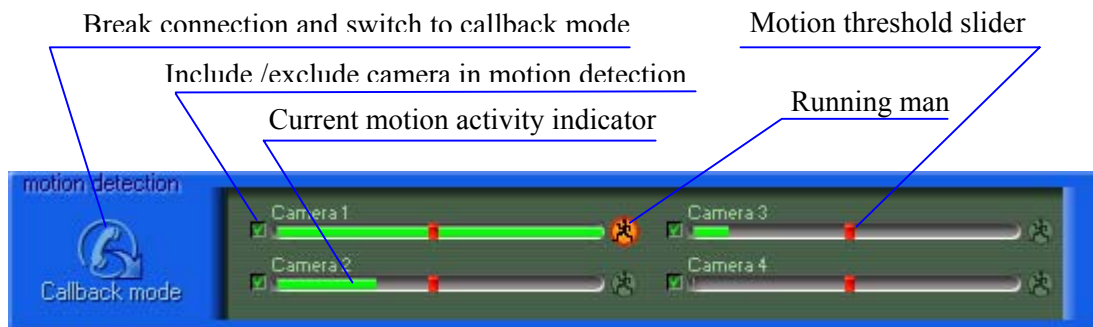 Break connection and switch to callback mode
Motion threshold slider
Include /exclude camera in motion detection
Running man
Current motion activity indicator
motion detection
Camera 1
Camera 3
Camera 2
Camera 4
Callback mode